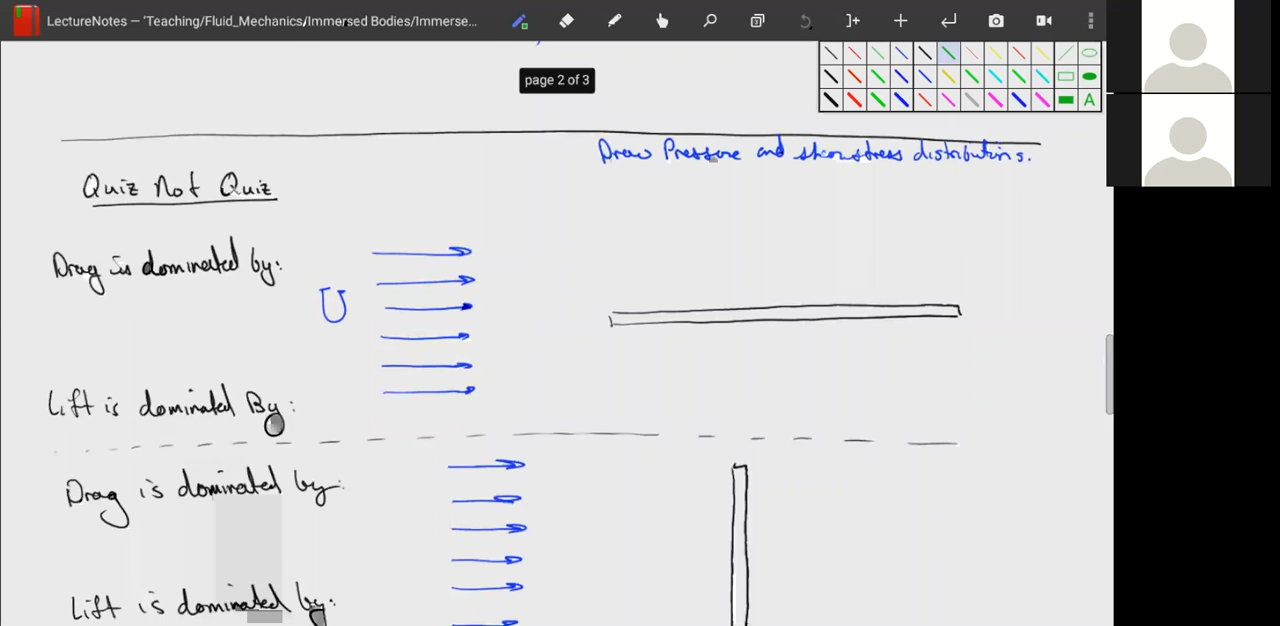 LectureNotes — 'Teaching/Fluid_Mechanics/Immersed Bodies/Immerse...
page 2 of 3
A
Draw Pressure and shear stress distributions.
Quiz Not Quiz
Drag is dominated by:
U
Lift is dominated By:
Drag is dominated by:
Lift is dominated by: